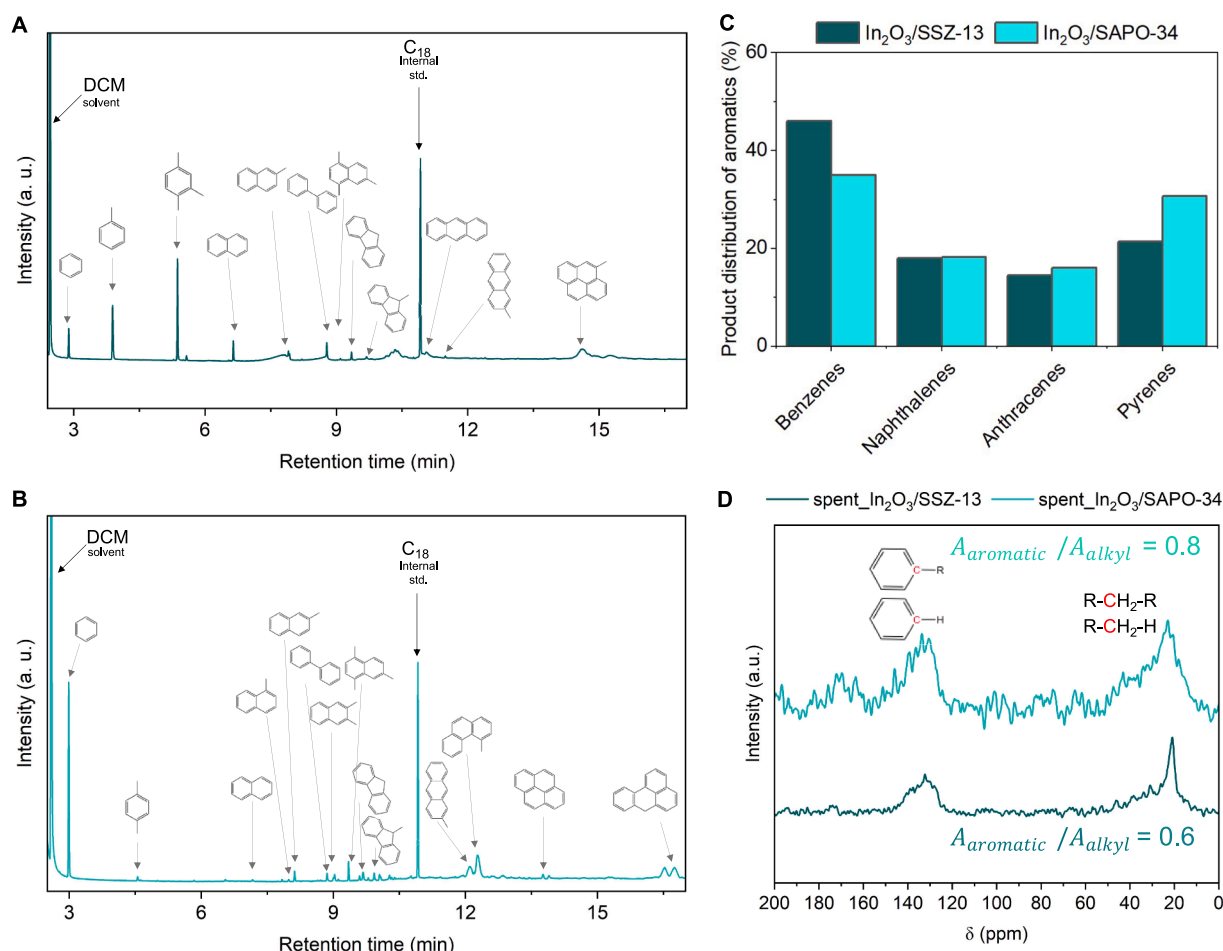 A
DCM
solvent
C18
Internal
std.
Intensity (a. u.)
3
6
9
12
15
Retention time (min)
B
DCM
solvent
C18
Internal
std.
Intensity (a. u.)
3
6
9
12
15
Retention time (min)
C
In2O3/SSZ-13
In2O3/SAPO-34
Product distribution of aromatics (%)
60
40
20
0
Benzenes
Naphthalenes
Anthracenes
Pyrenes
D
spent_In2O3/SSZ-13
spent_In2O3/SAPO-34
Aaromatic /Aalkyl = 0.8
C
R
C
H
R-CH2-R
R-CH2-H
Intensity (a.u.)
Aaromatic /Aalkyl = 0.6
200
180
160
140
120
100
80
60
40
20
0
δ (ppm)